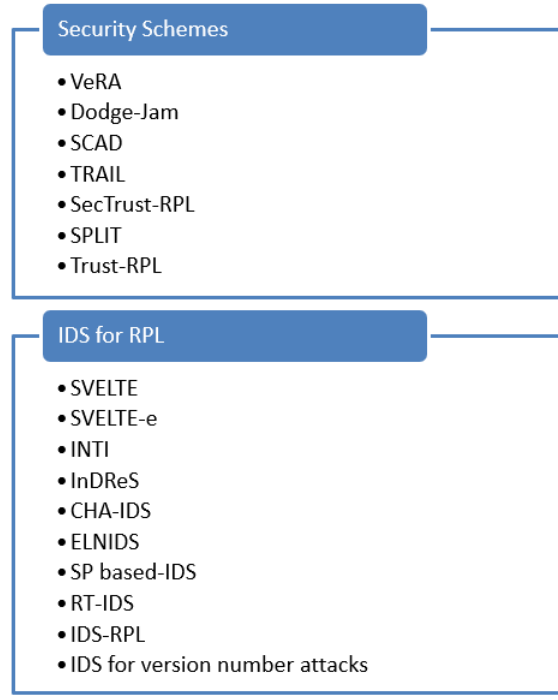 Security Schemes
• VeRA
• Dodge-Jam
• SCAD
• TRAIL
• SecTrust-RPL
• SPLIT
• Trust-RPL
IDS for RPL
• SVELTE
• SVELTE-e
• INTI
• InDReS
• CHA-IDS
• ELNIDS
• SP based-IDS
• RT-IDS
• IDS-RPL
• IDS for version number attacks